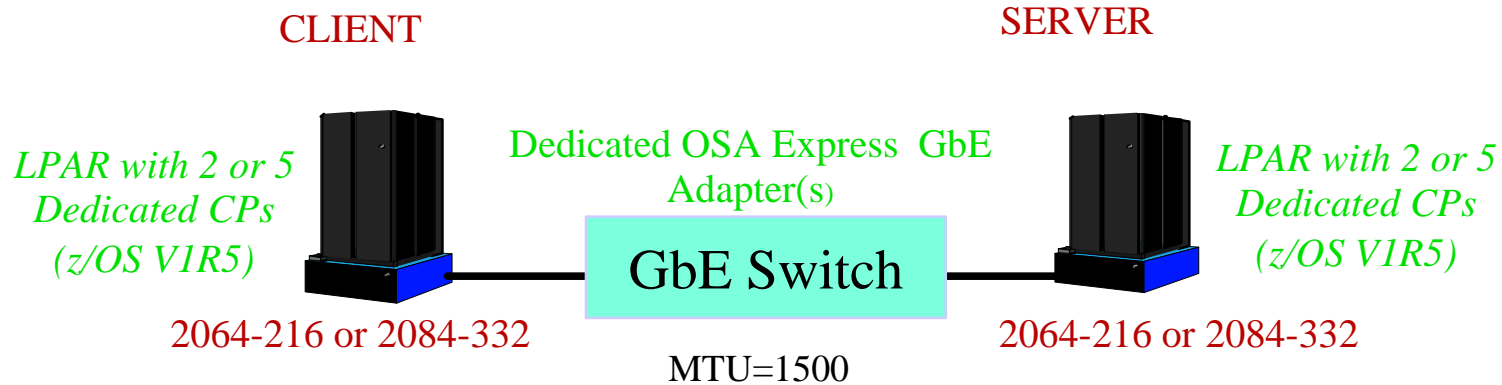 CLIENT
SERVER
LPAR with 2 or 5
Dedicated CPs
(z/OS V1R5)
Dedicated OSA Express GbE
Adapter(s)
GbE Switch
LPAR with 2 or 5
Dedicated CPs
(z/OS V1R5)
2064-216 or 2084-332
MTU=1500
2064-216 or 2084-332